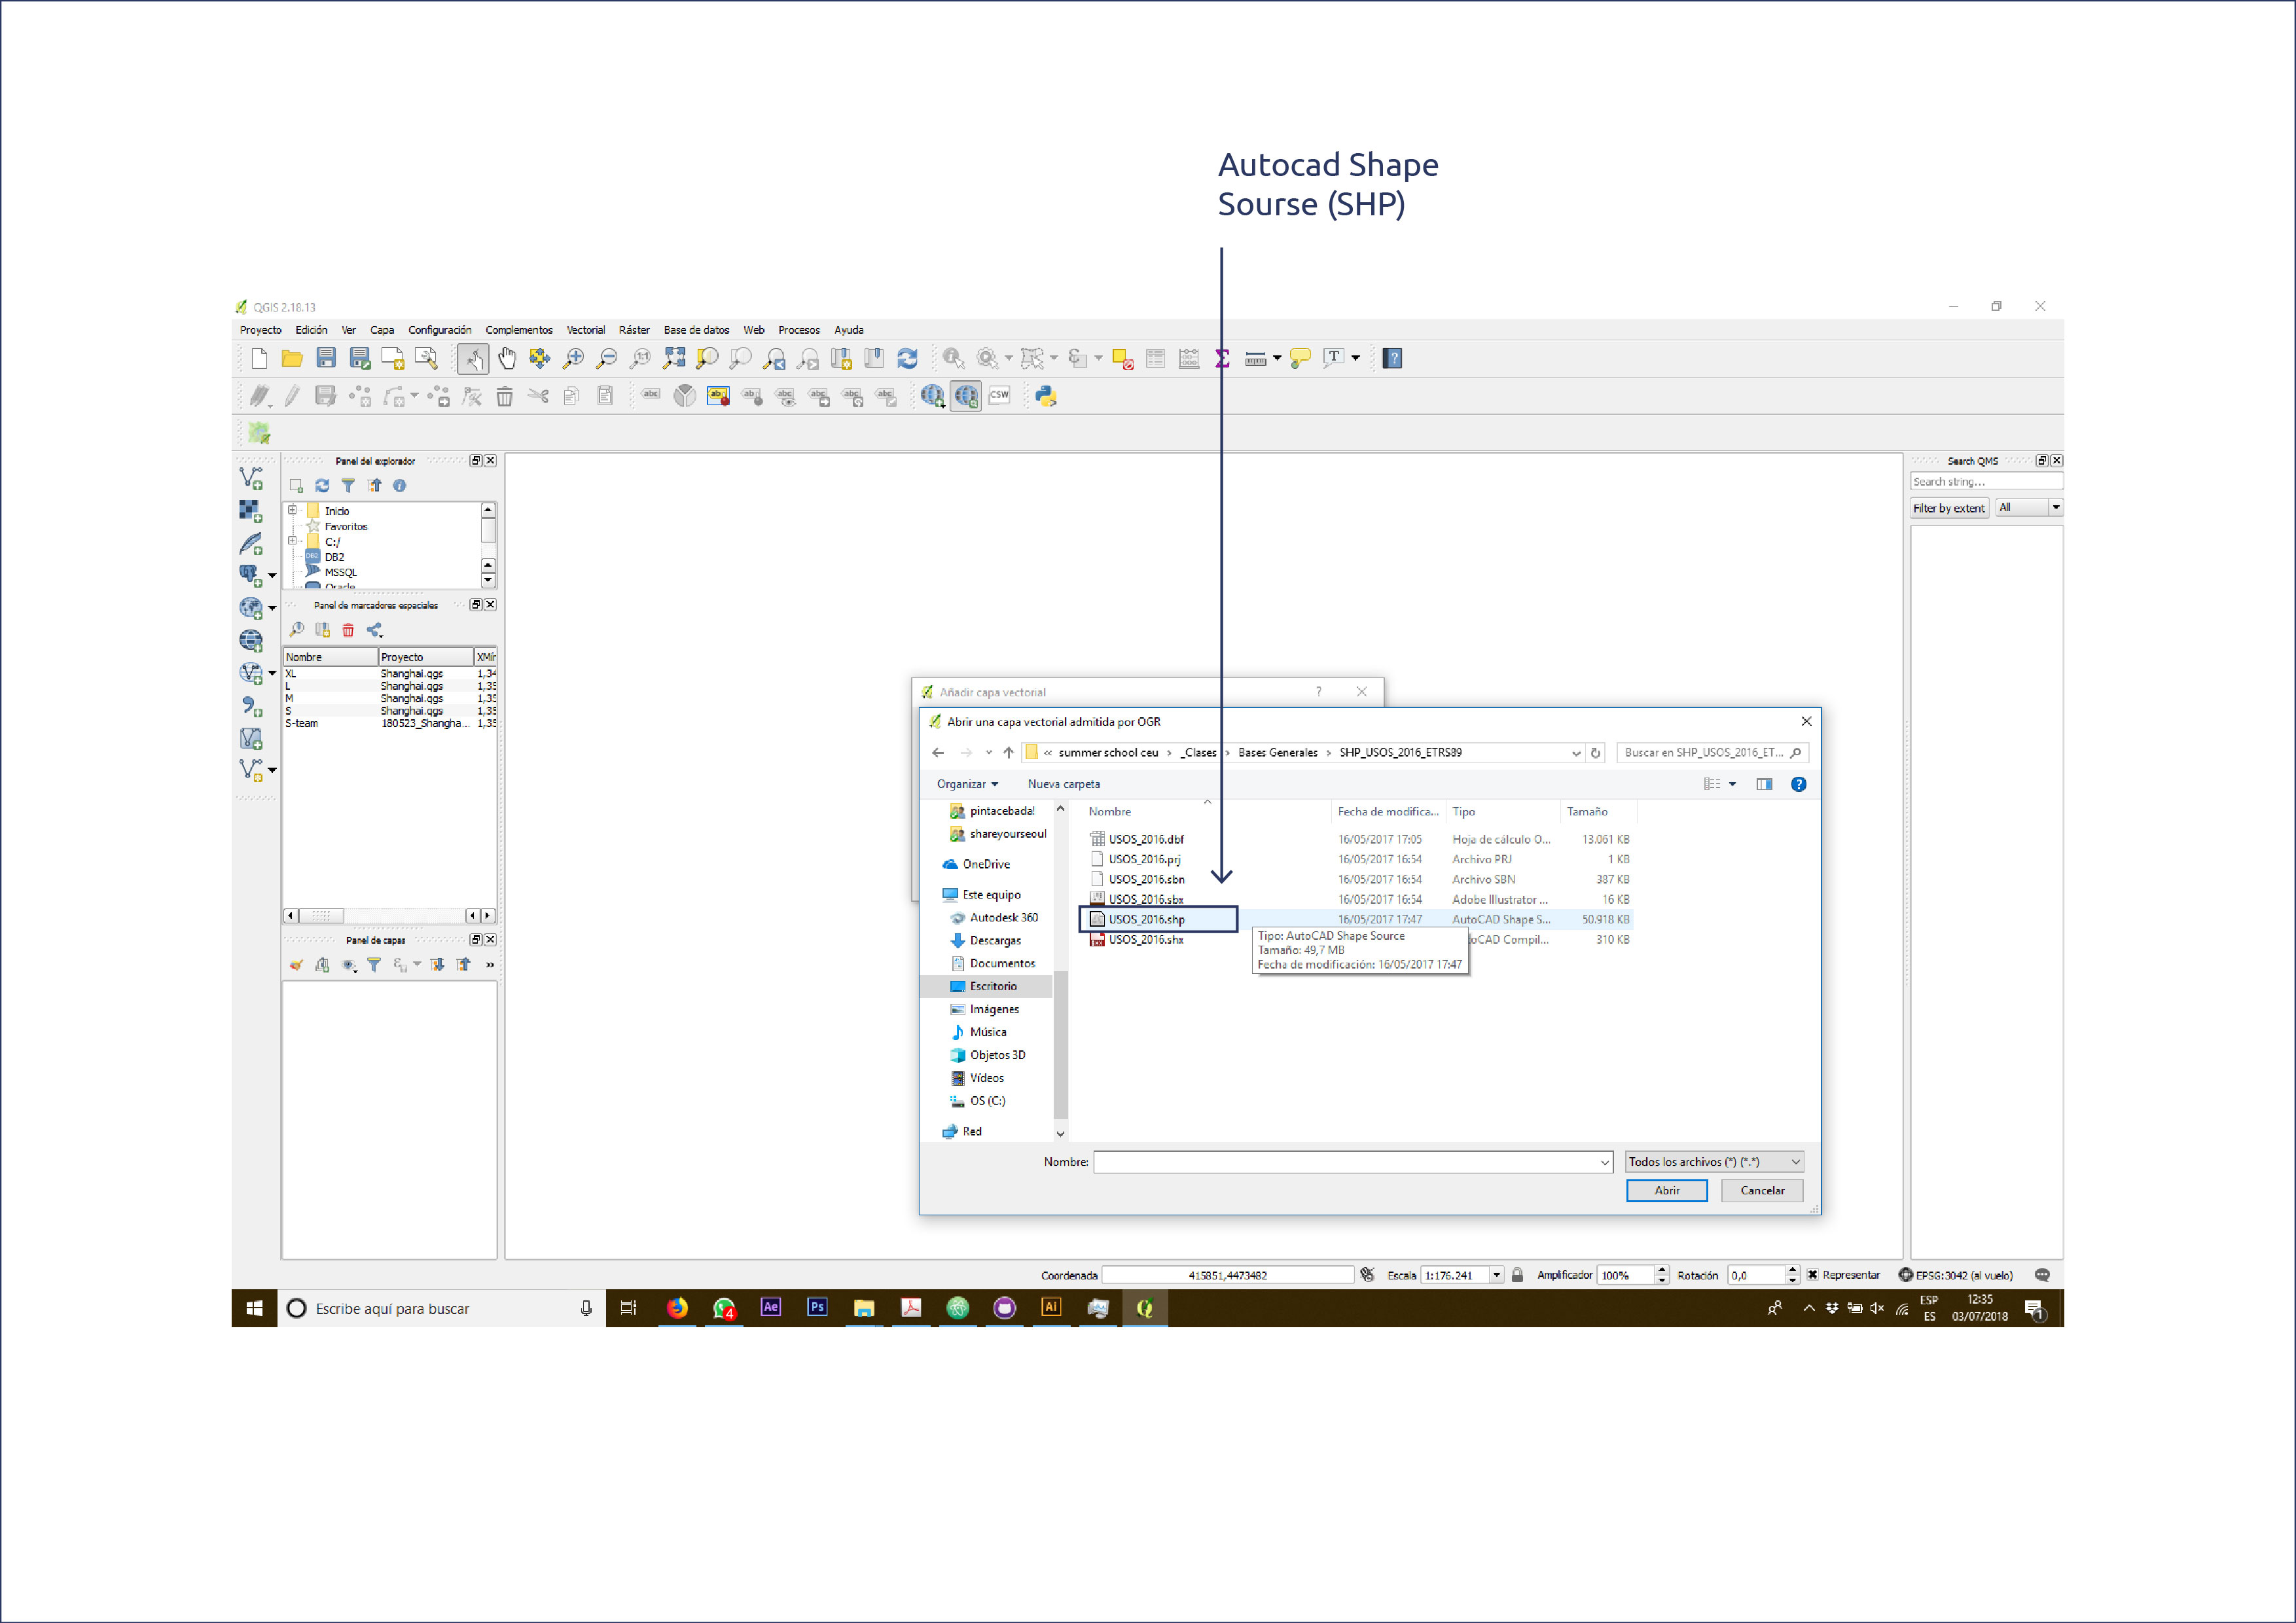 Autocad Shape
Sourse (SHP)
QGIS 2.18.13
Proyecto Edición Ver Capa Configuración Complementos Vectorial Ráster Base de datos Web Procesos Ayuda
CSW
Panel del explorador
Search QMS
Search string...
Filter by extent All
Inicio
Favoritos
C:/
DB2
MSSQL
Oracle
Panel de marcadores espaciales
Nombre Proyecto XMír
XL Shanghai.qgs 1,34
L Shanghai.qgs 1,35
M Shanghai.qgs 1,35
S Shanghai.qgs 1,35
S-team 180523_Shangha... 1,35
Panel de capas
Añadir capa vectorial
Abrir una capa vectorial admitida por OGR
« summer school ceu › _Clases › Bases Generales › SHP_USOS_2016_ETRS89
Buscar en SHP_USOS_2016_ET...
Organizar Nueva carpeta
pintacebada!
shareyourseoul
OneDrive
Este equipo
Autodesk 360
Descargas
Documentos
Escritorio
Imágenes
Música
Objetos 3D
Vídeos
OS (C:)
Red
Nombre Fecha de modifica... Tipo Tamaño
USOS_2016.dbf 16/05/2017 17:05 Hoja de cálculo O... 13.061 KB
USOS_2016.prj 16/05/2017 16:54 Archivo PRJ 1 KB
USOS_2016.sbn 16/05/2017 16:54 Archivo SBN 387 KB
USOS_2016.sbx 16/05/2017 16:54 Adobe Illustrator ... 16 KB
USOS_2016.shp 16/05/2017 17:47 AutoCAD Shape S... 50.918 KB
USOS_2016.shx oCAD Compil... 310 KB
Tipo: AutoCAD Shape Source
Tamaño: 49,7 MB
Fecha de modificación: 16/05/2017 17:47
Nombre: Todos los archivos (*) (*.*)
Abrir Cancelar
Coordenada 415851,4473482 Escala 1:176.241 Amplificador 100% Rotación 0,0 Representar EPSG:3042 (al vuelo)
Escribe aquí para buscar
4
Ae
Ps
Ai
ESP
ES
12:35
03/07/2018
1